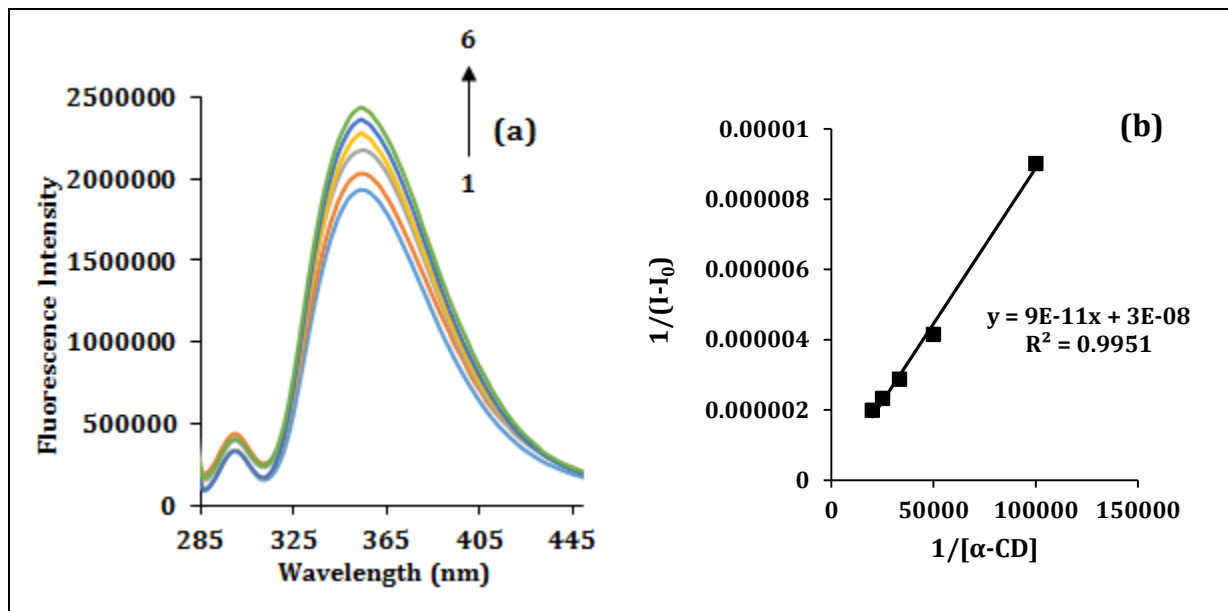 6
(a)
1
2500000
2000000
1500000
1000000
500000
0
Fluorescence Intensity
285 325 365 405 445
Wavelength (nm)
(b)
0.00001
0.000008
0.000006
0.000004
0.000002
0
1/(I-I₀)
y = 9E-11x + 3E-08
R² = 0.9951
0 50000 100000 150000
1/[α-CD]